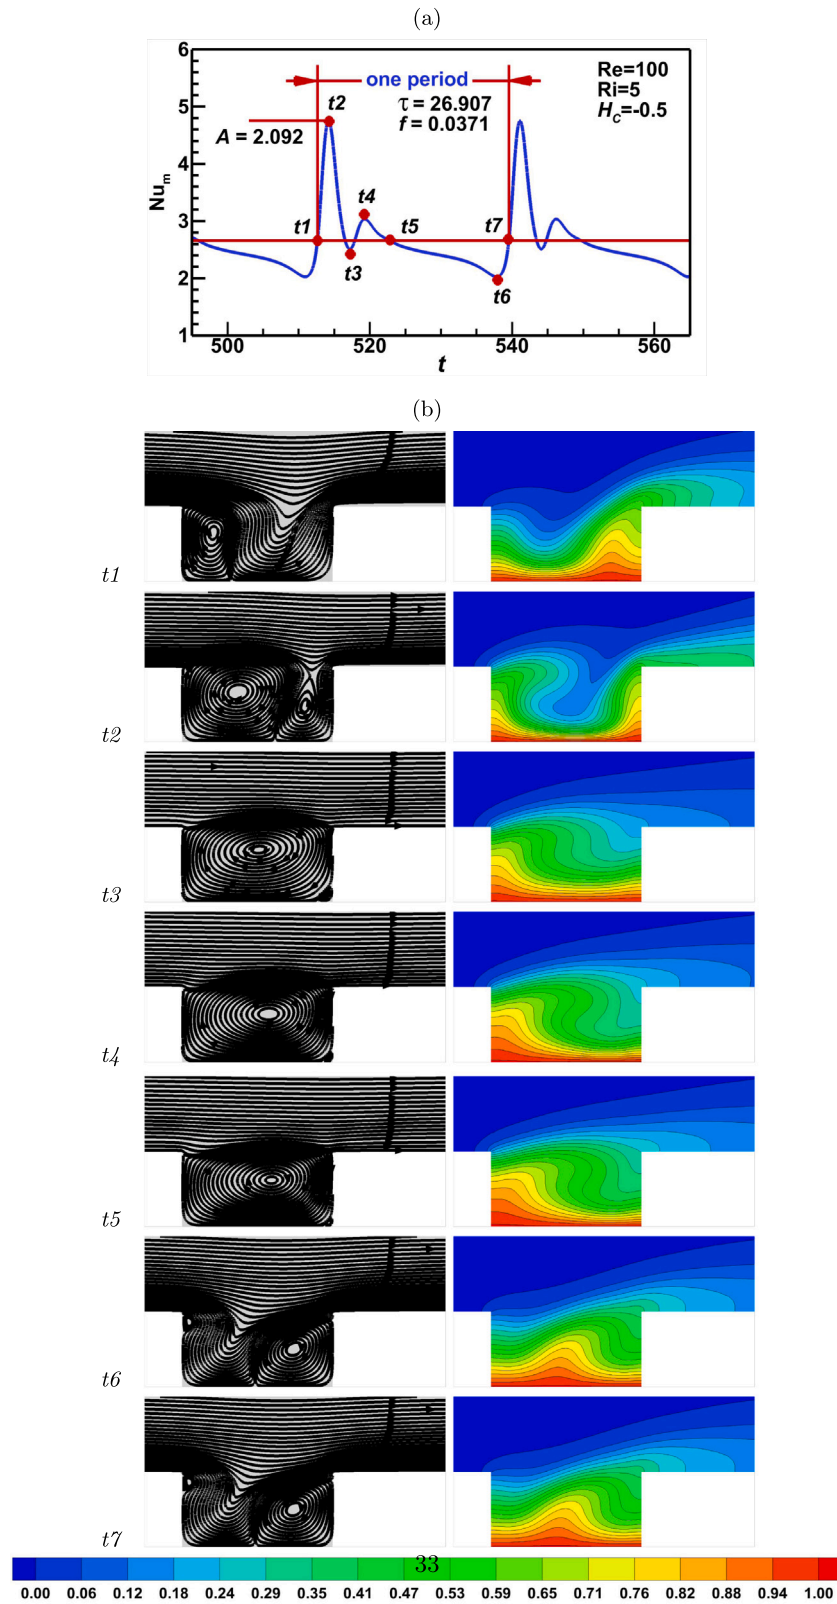 (a)
6
5
4
3
2
1
Nu_m
one period
τ = 26.907
f = 0.0371
Re=100
Ri=5
H_C=-0.5
A = 2.092
t1
t2
t3
t4
t5
t6
t7
500
520
540
560
t
(b)
t1
t2
t3
t4
t5
t6
t7
33
0.00 0.06 0.12 0.18 0.24 0.29 0.35 0.41 0.47 0.53 0.59 0.65 0.71 0.76 0.82 0.88 0.94 1.00